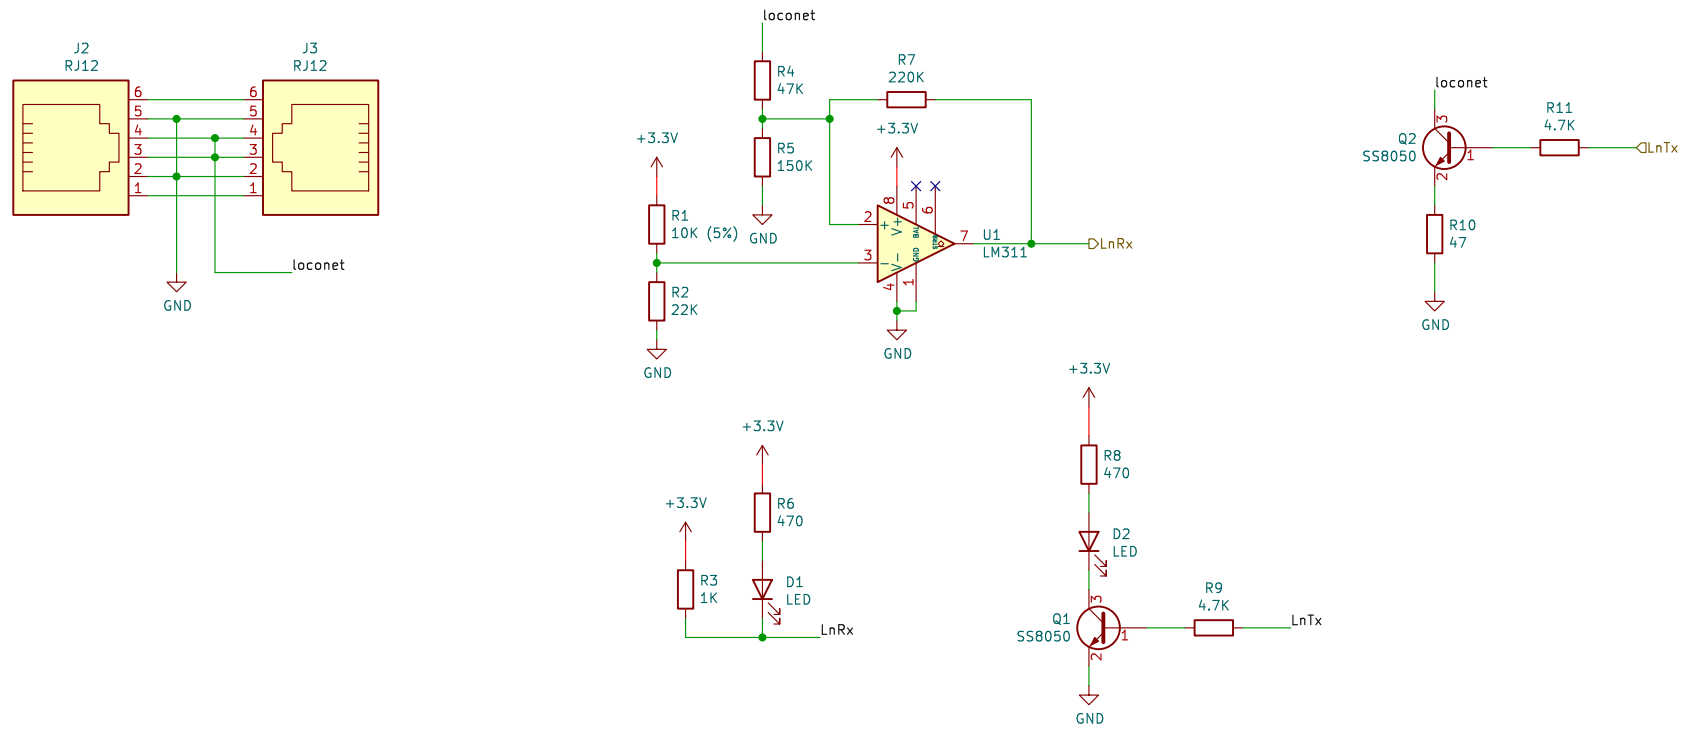 J2
RJ12
6
5
4
3
2
1
GND
loconet
J3
RJ12
6
5
4
3
2
1
loconet
R4
47K
R5
150K
GND
R7
220K
+3.3V
R1
10K (5%)
R2
22K
GND
+3.3V
8
5
6
2
3
4
1
7
+
-
V+
V-
BAL
STRB
GND
U1
LM311
LnRx
GND
loconet
Q2
SS8050
3
1
2
R11
4.7K
LnTx
R10
47
GND
+3.3V
R3
1K
+3.3V
R6
470
D1
LED
LnRx
+3.3V
R8
470
D2
LED
Q1
SS8050
3
1
2
R9
4.7K
LnTx
GND